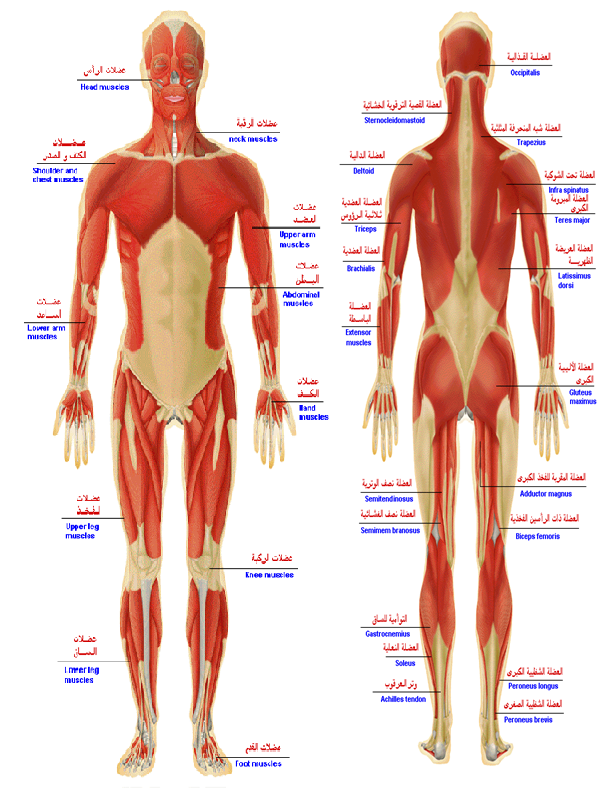 عضلات الرأس
Head muscles
عضلات الرقبة
neck muscles
عضلات
الكتف و الصدر
Shoulder and
chest muscles
عضلات
العضد
Upper arm
muscles
عضلات
البطن
Abdominal
muscles
عضلات
الساعد
Lower arm
muscles
عضلات
الكف
Hand
muscles
عضلات
الفخذ
Upper leg
muscles
عضلات الركبة
Knee muscles
عضلات
الساق
Lower leg
muscles
عضلات القدم
Foot muscles
العضلة القذالية
Occipitalis
العضلة القصية الترقوية الخشائية
Sternocleidomastoid
العضلة شبه المنحرفة المثلثية
Trapezius
العضلة الدالية
Deltoid
العضلة تحت الشوكية
Infra spinatus
العضلة المبرومة
الكبرى
Teres major
العضلة العضدية
ثلاثية الرؤوس
Triceps
العضلة العضدية
Brachialis
العضلة العريضة
الظهرية
Latissimus
dorsi
العضلة
الباسطة
Extensor
muscles
العضلة الأليية
الكبرى
Gluteus
maximus
العضلة المقربة للفخذ الكبرى
Adductor magnus
العضلة نصف الوترية
Semitendinosus
العضلة نصف الغشائية
Semimem branosus
العضلة ذات الرأسين الفخذية
Biceps femoris
التوأمية للساق
Gastrocnemius
العضلة النعلية
Soleus
وتر العرقوب
Achilles tendon
العضلة الشظية الكبرى
Peroneus longus
العضلة الشظية الصغرى
Peroneus brevis